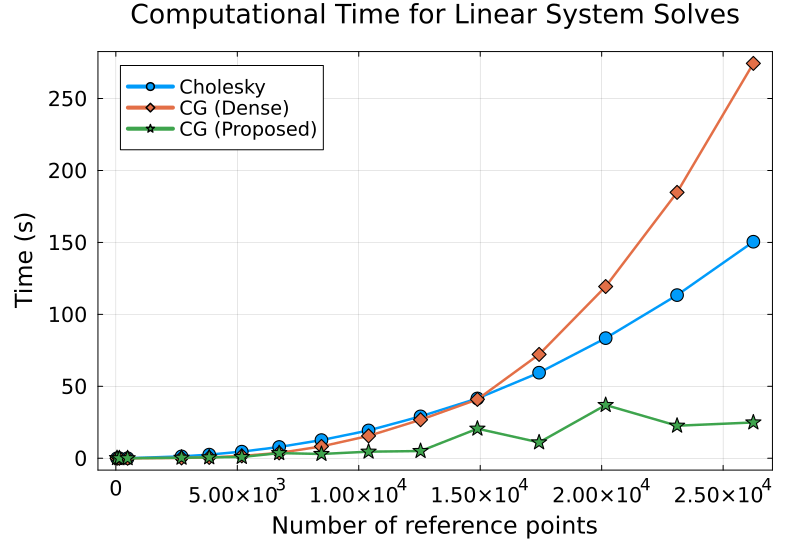 Computational Time for Linear System Solves
Cholesky
CG (Dense)
CG (Proposed)
Time (s)
250
200
150
100
50
0
0 5.00×10³ 1.00×10⁴ 1.50×10⁴ 2.00×10⁴ 2.50×10⁴
Number of reference points